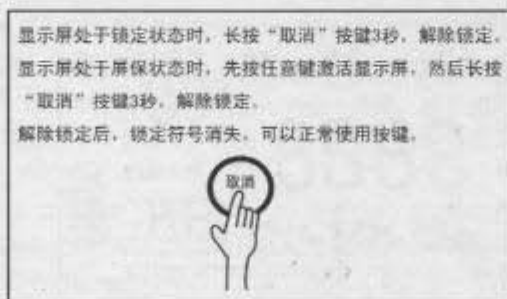 显示屏处于锁定状态时，长按“取消”按键3秒，解除锁定。
显示屏处于屏保状态时，先按任意键激活显示屏，然后长按
“取消”按键3秒，解除锁定。
解除锁定后，锁定符号消失，可以正常使用按键。
取消